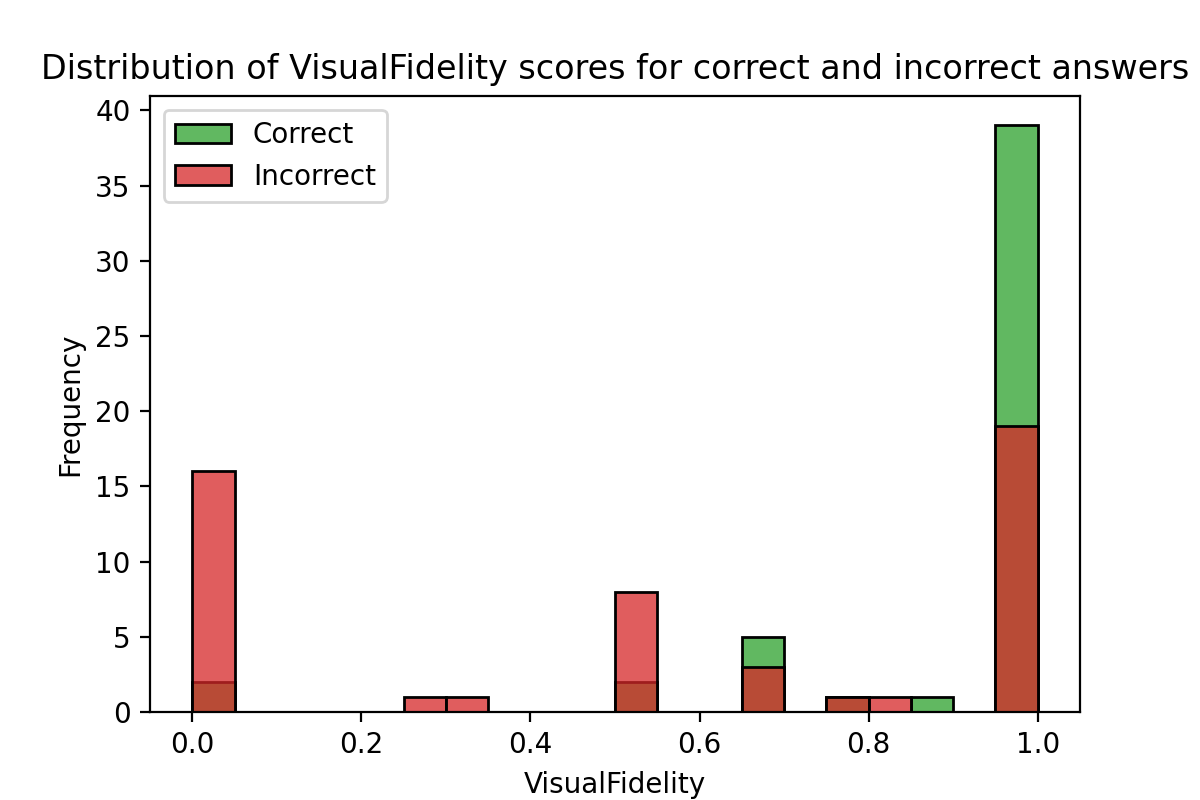 Distribution of VisualFidelity scores for correct and incorrect answers
40
35
30
25
20
15
10
5
0
Frequency
Correct
Incorrect
0.0 0.2 0.4 0.6 0.8 1.0
VisualFidelity